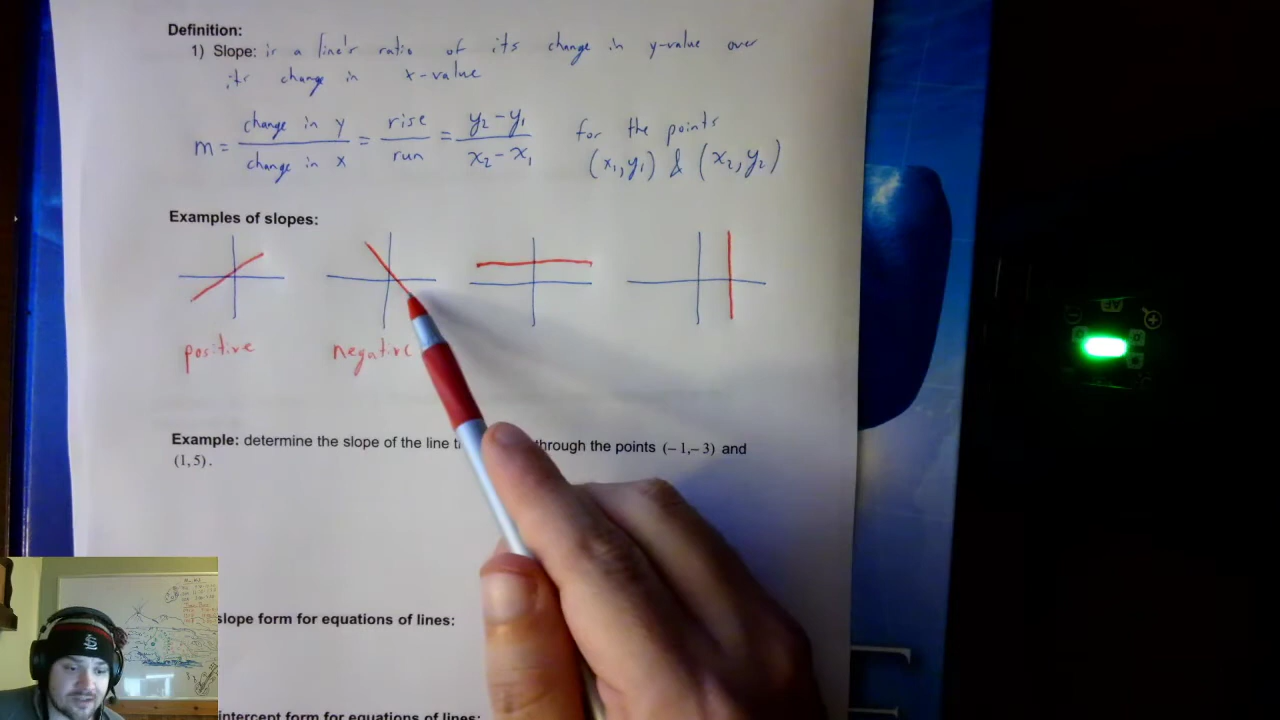 Definition:
1) Slope: is a line's ratio of its change in y-value over
its change in x-value
m = change in y / change in x = rise / run = y₂ - y₁ / x₂ - x₁ for the points
(x₁, y₁) & (x₂, y₂)
Examples of slopes:
positive negative
Example: determine the slope of the line through the points (-1,-3) and
(1,5).
slope form for equations of lines:
intercept form for equations of lines:
AF